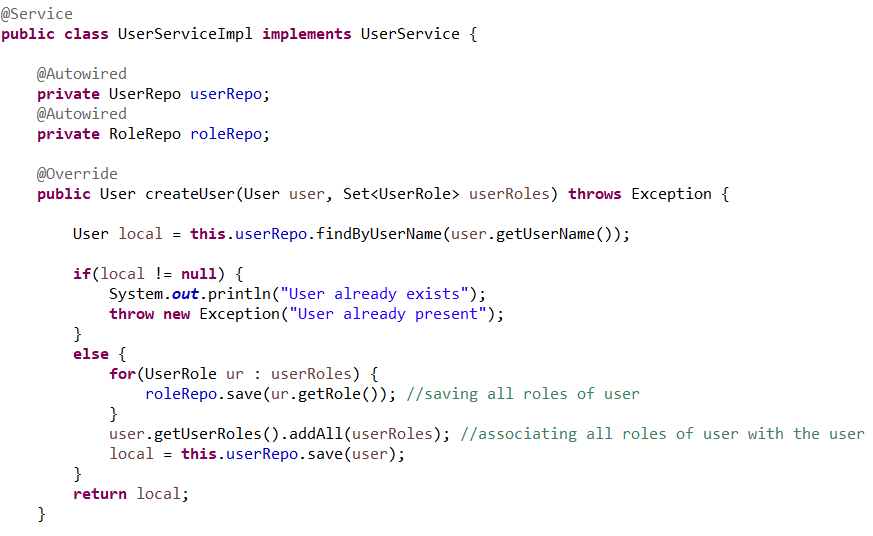 @Service
public class UserServiceImpl implements UserService {
@Autowired
private UserRepo userRepo;
@Autowired
private RoleRepo roleRepo;
@Override
public User createUser(User user, Set<UserRole> userRoles) throws Exception {
User local = this.userRepo.findByUserName(user.getUserName());
if(local != null) {
System.out.println("User already exists");
throw new Exception("User already present");
}
else {
for(UserRole ur : userRoles) {
roleRepo.save(ur.getRole()); //saving all roles of user
}
user.getUserRoles().addAll(userRoles); //associating all roles of user with the user
local = this.userRepo.save(user);
}
return local;
}